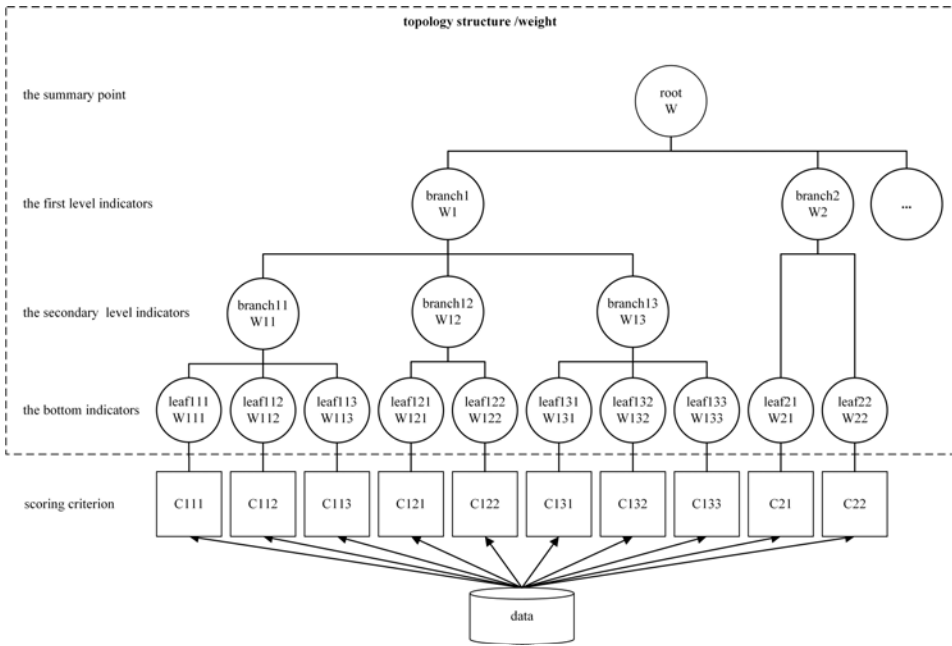 topology structure /weight
the summary point
root
W
the first level indicators
branch1
W1
branch2
W2
...
the secondary level indicators
branch11
W11
branch12
W12
branch13
W13
the bottom indicators
leaf111
W111
leaf112
W112
leaf113
W113
leaf121
W121
leaf122
W122
leaf131
W131
leaf132
W132
leaf133
W133
leaf21
W21
leaf22
W22
scoring criterion
C111
C112
C113
C121
C122
C131
C132
C133
C21
C22
data